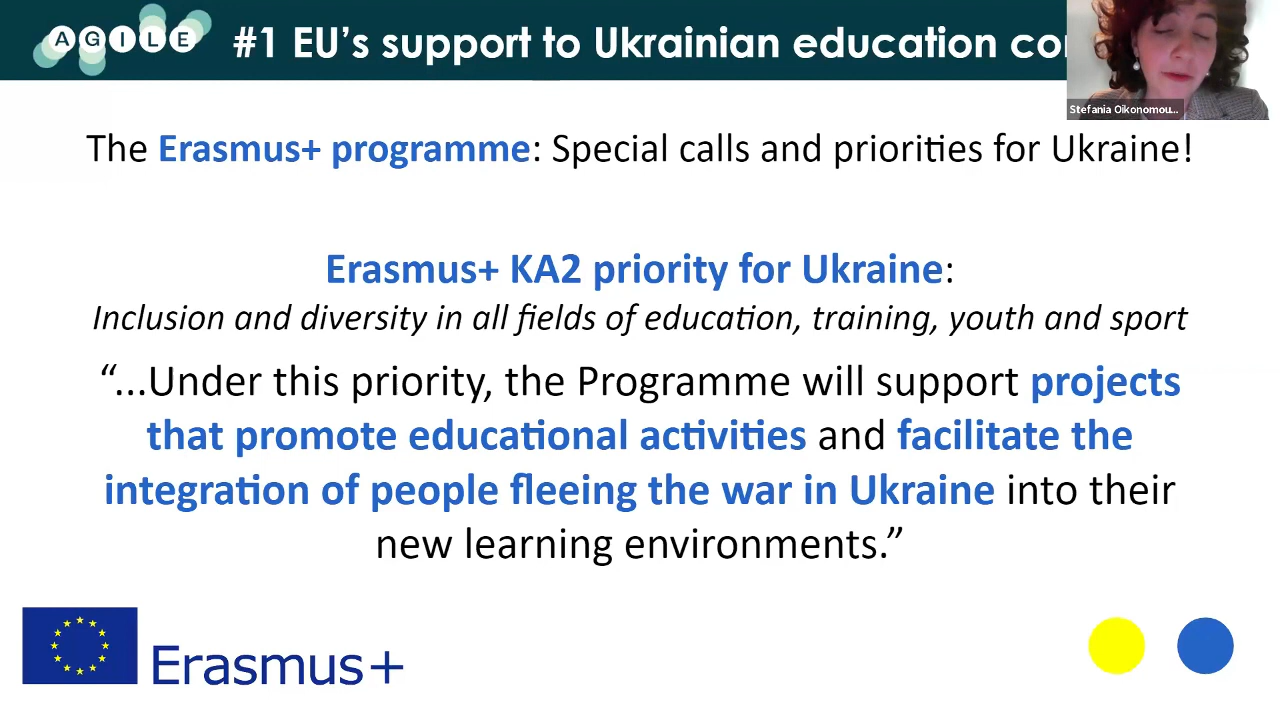 AGILE
#1 EU's support to Ukrainian education
Stefania Oikonomou...
The Erasmus+ programme: Special calls and priorities for Ukraine!
Erasmus+ KA2 priority for Ukraine:
Inclusion and diversity in all fields of education, training, youth and sport
“...Under this priority, the Programme will support projects
that promote educational activities and facilitate the
integration of people fleeing the war in Ukraine into their
new learning environments.”
Erasmus+